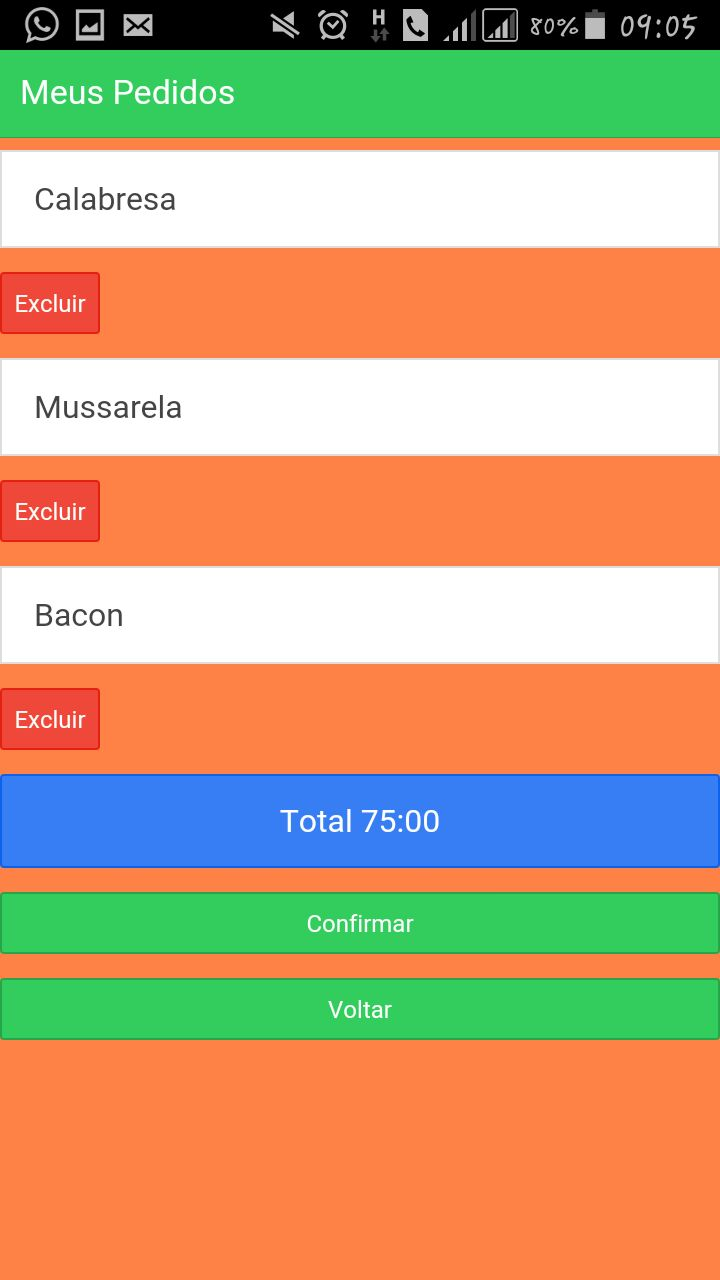 H 80% 09:05
Meus Pedidos
Calabresa
Excluir
Mussarela
Excluir
Bacon
Excluir
Total 75:00
Confirmar
Voltar